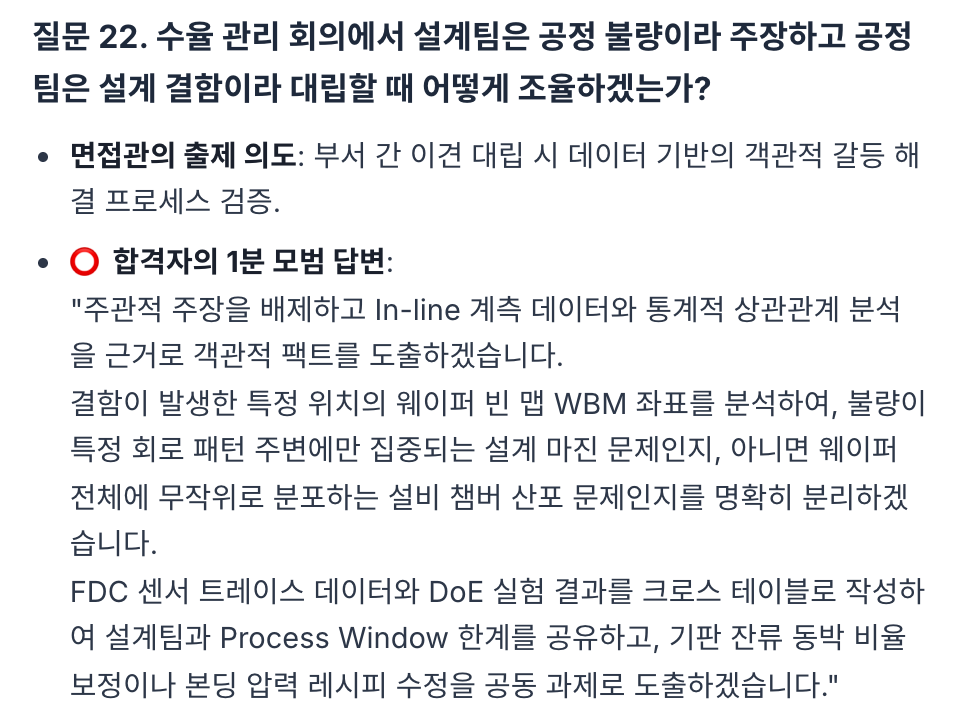 질문 22. 수율 관리 회의에서 설계팀은 공정 불량이라 주장하고 공정
팀은 설계 결함이라 대립할 때 어떻게 조율하겠는가?
• 면접관의 출제 의도: 부서 간 이견 대립 시 데이터 기반의 객관적 갈등 해
결 프로세스 검증.
• ⭕ 합격자의 1분 모범 답변:
"주관적 주장을 배제하고 In-line 계측 데이터와 통계적 상관관계 분석
을 근거로 객관적 팩트를 도출하겠습니다.
결함이 발생한 특정 위치의 웨이퍼 빈 맵 WBM 좌표를 분석하여, 불량이
특정 회로 패턴 주변에만 집중되는 설계 마진 문제인지, 아니면 웨이퍼
전체에 무작위로 분포하는 설비 챔버 산포 문제인지를 명확히 분리하겠
습니다.
FDC 센서 트레이스 데이터와 DoE 실험 결과를 크로스 테이블로 작성하
여 설계팀과 Process Window 한계를 공유하고, 기판 잔류 동박 비율
보정이나 본딩 압력 레시피 수정을 공동 과제로 도출하겠습니다."